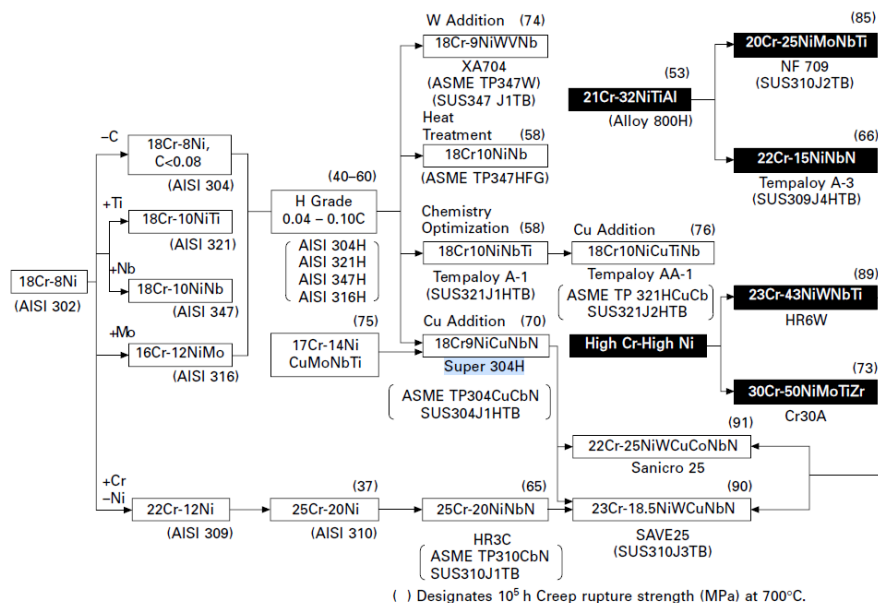 W Addition (74)
18Cr-9NiWVNb
XA704
(ASME TP347W)
(SUS347 J1TB)
(85)
20Cr-25NiMoNbTi
NF 709
(SUS310J2TB)
(53)
21Cr-32NiTiAl
(Alloy 800H)
(66)
22Cr-15NiNbN
Tempaloy A-3
(SUS309J4HTB)
Heat
Treatment (58)
18Cr10NiNb
(ASME TP347HFG)
–C
18Cr-8Ni,
C<0.08
(AISI 304)
+Ti
18Cr-10NiTi
(AISI 321)
18Cr-8Ni
(AISI 302)
+Nb
18Cr-10NiNb
(AISI 347)
+Mo
16Cr-12NiMo
(AISI 316)
(40–60)
H Grade
0.04 – 0.10C
AISI 304H
AISI 321H
AISI 347H
AISI 316H
Chemistry
Optimization (58)
18Cr10NiNbTi
Tempaloy A-1
(SUS321J1HTB)
Cu Addition (76)
18Cr10NiCuTiNb
Tempaloy AA-1
ASME TP 321HCuCb
SUS321J2HTB
(89)
23Cr-43NiWNbTi
HR6W
(75)
17Cr-14Ni
CuMoNbTi
Cu Addition (70)
18Cr9NiCuNbN
Super 304H
ASME TP304CuCbN
SUS304J1HTB
High Cr-High Ni
(73)
30Cr-50NiMoTiZr
Cr30A
(91)
22Cr-25NiWCuCoNbN
Sanicro 25
+Cr
–Ni
22Cr-12Ni
(AISI 309)
(37)
25Cr-20Ni
(AISI 310)
(65)
25Cr-20NiNbN
HR3C
ASME TP310CbN
SUS310J1TB
(90)
23Cr-18.5NiWCuNbN
SAVE25
(SUS310J3TB)
( ) Designates 10⁵ h Creep rupture strength (MPa) at 700°C.